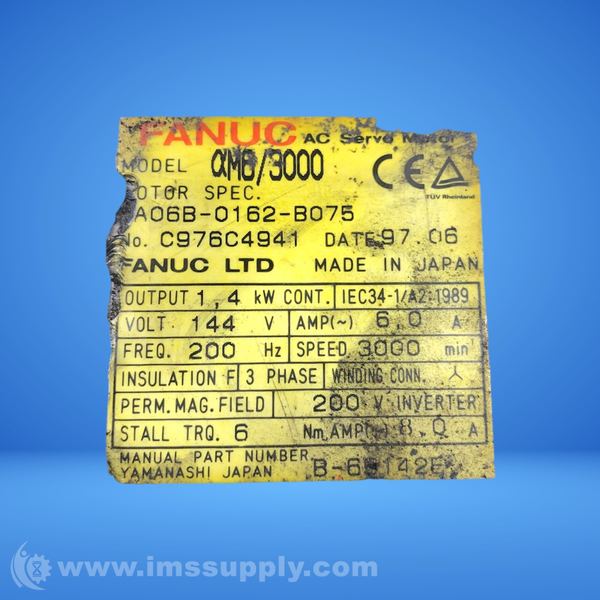 FANUC AC Servo Motor
MODEL αM6/3000
MOTOR SPEC.
TÜV Rheinland
A06B-0162-B075
No. C976C4941 DATE 97.06
FANUC LTD MADE IN JAPAN
OUTPUT 1,4 kW CONT. IEC34-1/A2:1989
VOLT. 144 V AMP(~) 6,0 A
FREQ. 200 Hz SPEED 3000 min⁻¹
INSULATION F 3 PHASE WINDING CONN.
PERM. MAG. FIELD 200 V INVERTER
STALL TRQ. 6 Nm AMP(~) 8,0 A
MANUAL PART NUMBER
YAMANASHI JAPAN
www.imssupply.com